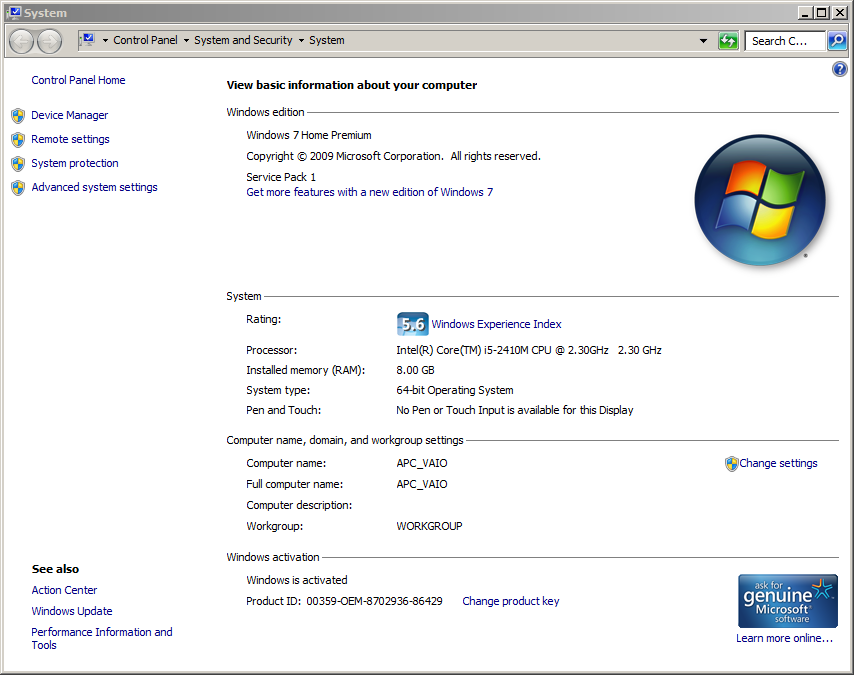 System
Control Panel
System and Security
System
Search C...
Control Panel Home
Device Manager
Remote settings
System protection
Advanced system settings
View basic information about your computer
Windows edition
Windows 7 Home Premium
Copyright © 2009 Microsoft Corporation.  All rights reserved.
Service Pack 1
Get more features with a new edition of Windows 7
System
Rating:
5.6 Windows Experience Index
Processor: Intel(R) Core(TM) i5-2410M CPU @ 2.30GHz   2.30 GHz
Installed memory (RAM): 8.00 GB
System type: 64-bit Operating System
Pen and Touch: No Pen or Touch Input is available for this Display
Computer name, domain, and workgroup settings
Computer name: APC_VAIO
Change settings
Full computer name: APC_VAIO
Computer description:
Workgroup: WORKGROUP
Windows activation
Windows is activated
Product ID: 00359-OEM-8702936-86429 Change product key
ask for
genuine
Microsoft
software
Learn more online...
See also
Action Center
Windows Update
Performance Information and
Tools